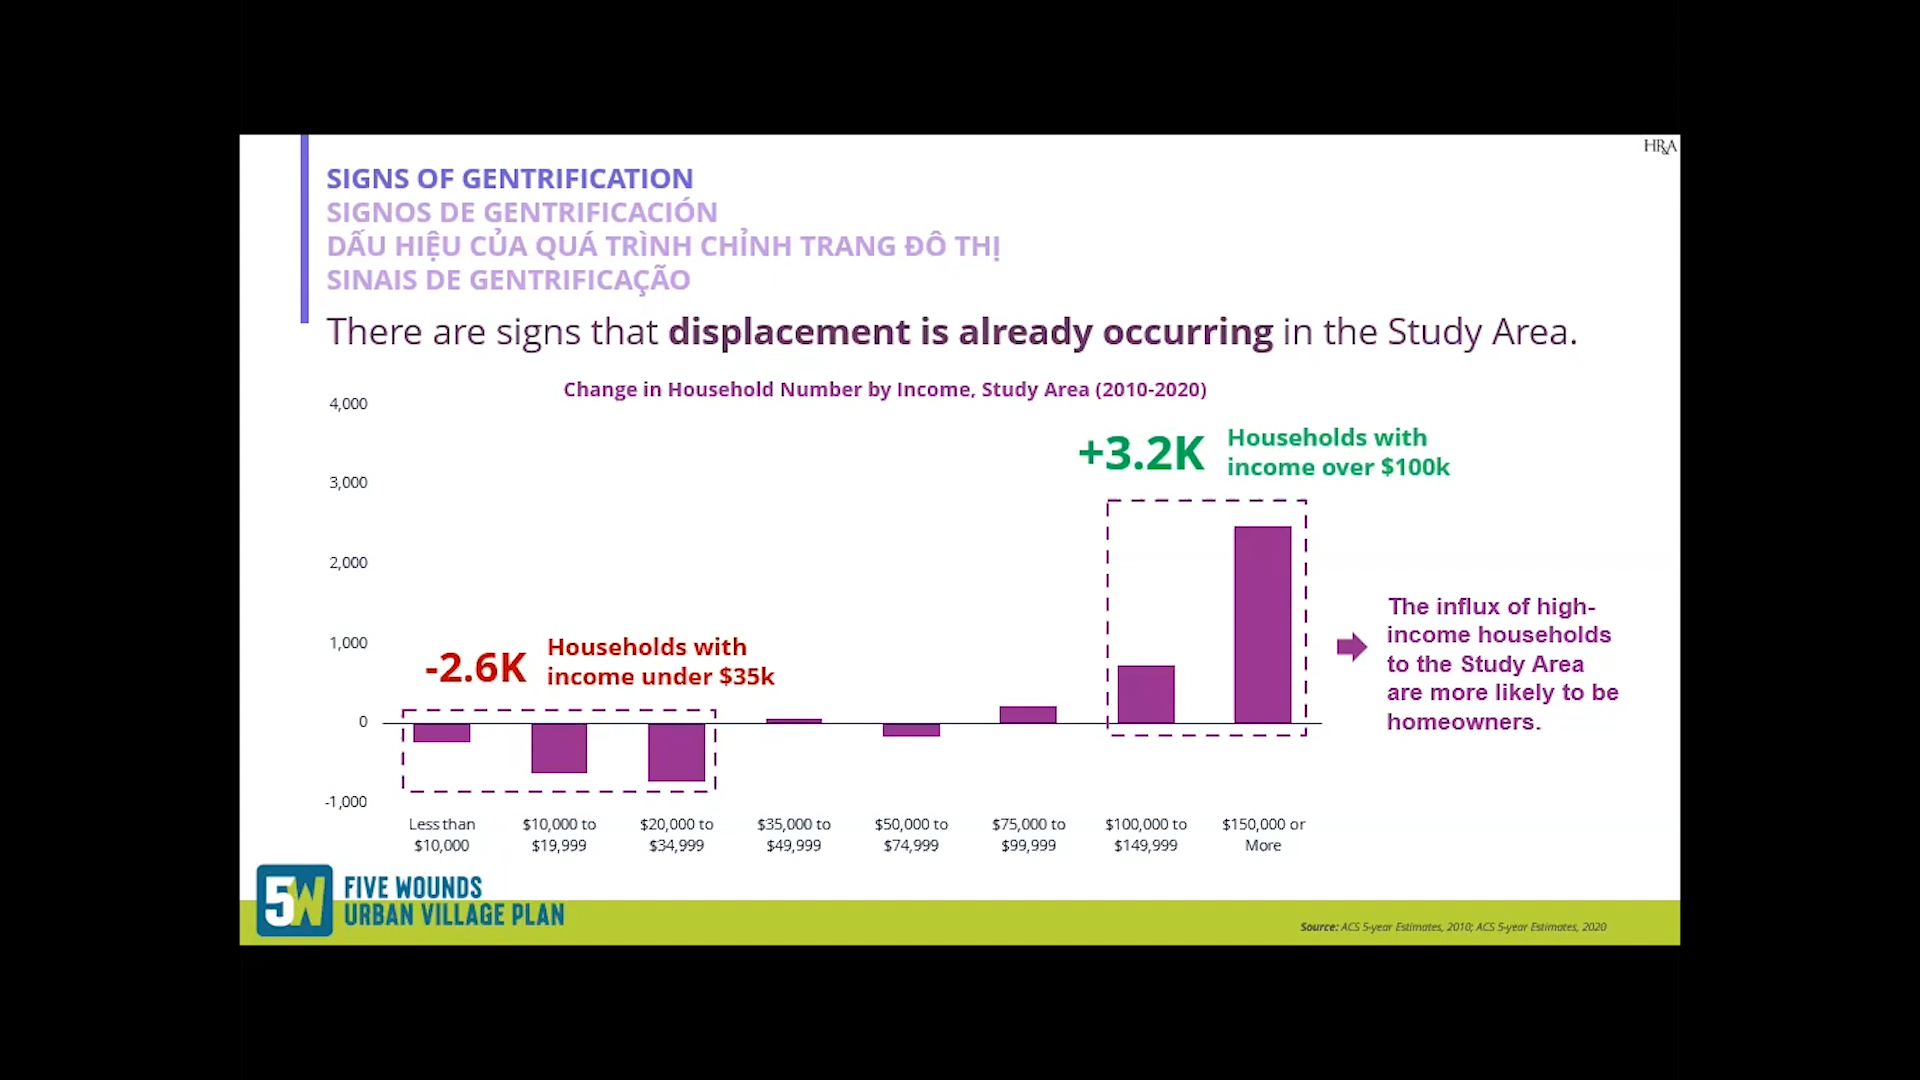 HR&A
SIGNS OF GENTRIFICATION
SIGNOS DE GENTRIFICACIÓN
DẤU HIỆU CỦA QUÁ TRÌNH CHỈNH TRANG ĐÔ THỊ
SINAIS DE GENTRIFICAÇÃO
There are signs that displacement is already occurring in the Study Area.
Change in Household Number by Income, Study Area (2010-2020)
4,000
3,000
2,000
1,000
0
-1,000
+3.2K
Households with
income over $100k
-2.6K
Households with
income under $35k
The influx of high-
income households
to the Study Area
are more likely to be
homeowners.
Less than
$10,000
$10,000 to
$19,999
$20,000 to
$34,999
$35,000 to
$49,999
$50,000 to
$74,999
$75,000 to
$99,999
$100,000 to
$149,999
$150,000 or
More
5W
FIVE WOUNDS
URBAN VILLAGE PLAN
Source: ACS 5-year Estimates, 2010; ACS 5-year Estimates, 2020